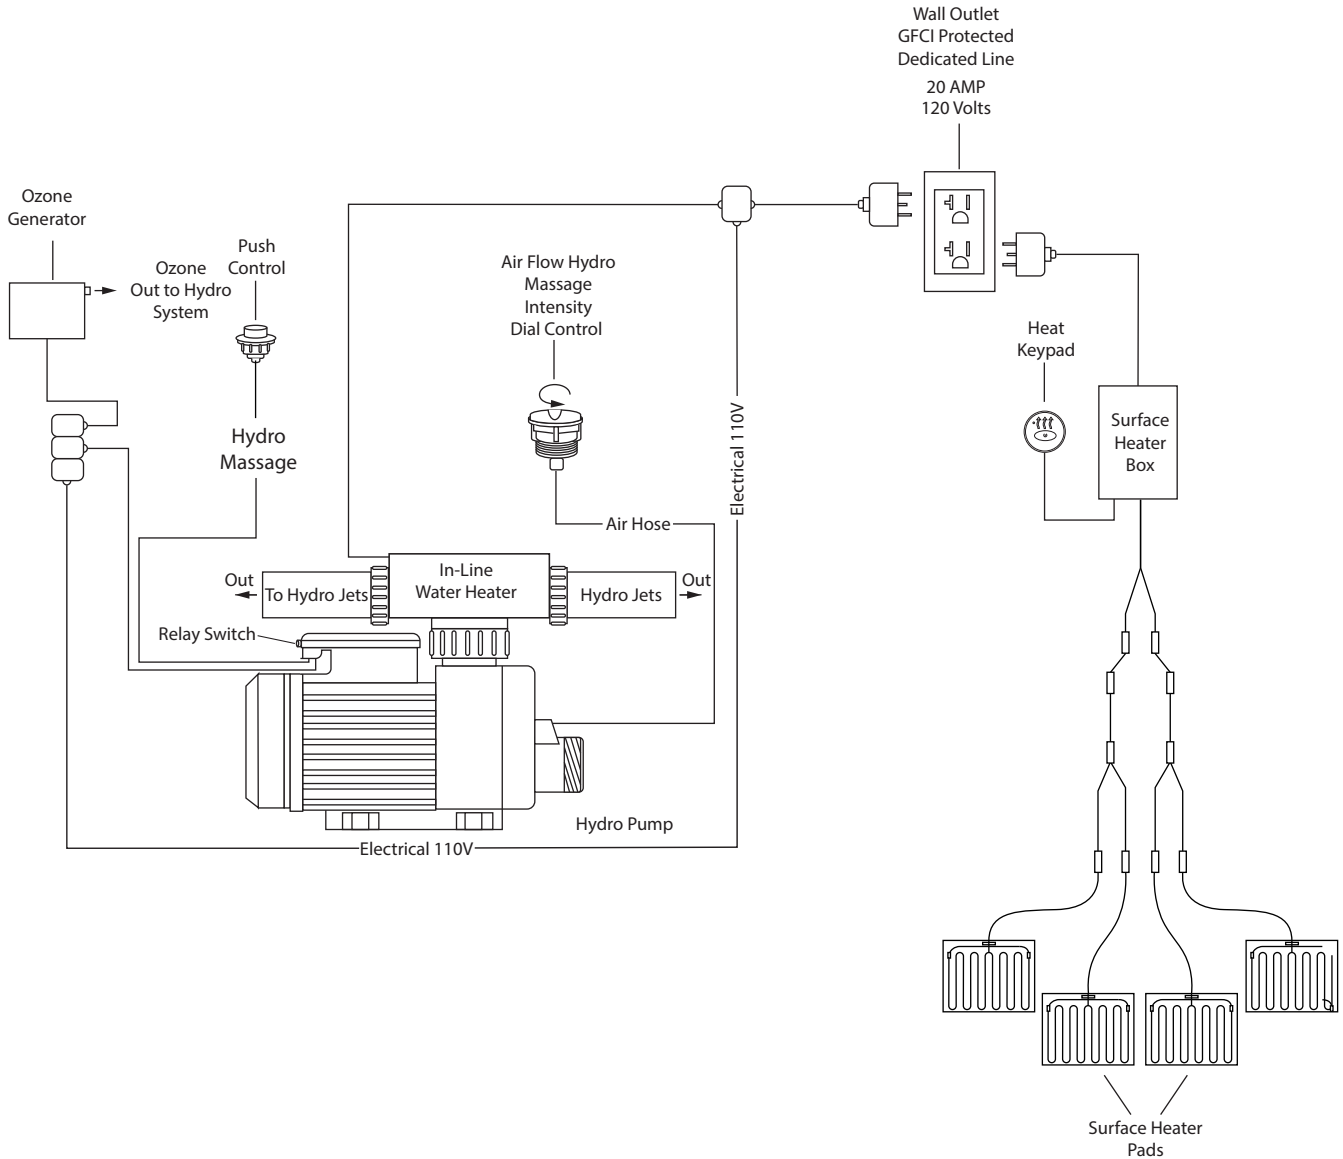 Wall Outlet
GFCI Protected
Dedicated Line
20 AMP
120 Volts
Ozone
Generator
Ozone
Out to Hydro
System
Push
Control
Air Flow Hydro
Massage
Intensity
Dial Control
Heat
Keypad
Surface
Heater
Box
Hydro
Massage
Electrical 110V
Air Hose
Out
To Hydro Jets
In-Line
Water Heater
Hydro Jets
Out
Relay Switch
Hydro Pump
Electrical 110V
Surface Heater
Pads